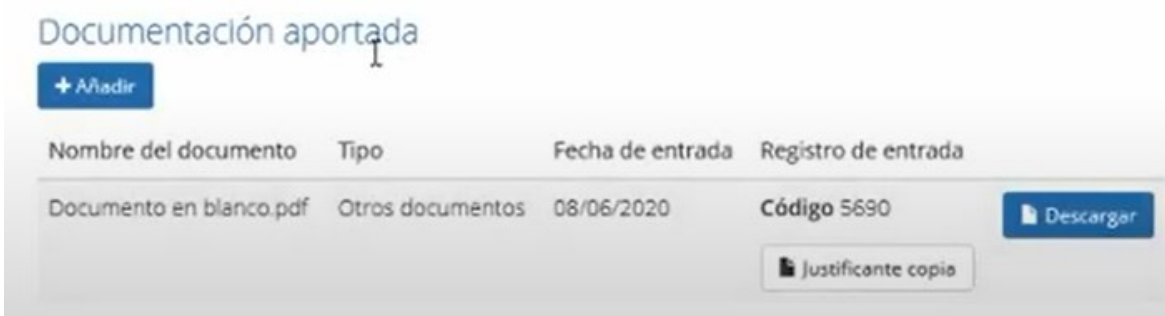 Documentación aportada
Añadir
Nombre del documento Tipo Fecha de entrada Registro de entrada
Documento en blanco.pdf Otros documentos 08/06/2020 Código 5690 Descargar
Justificante copia